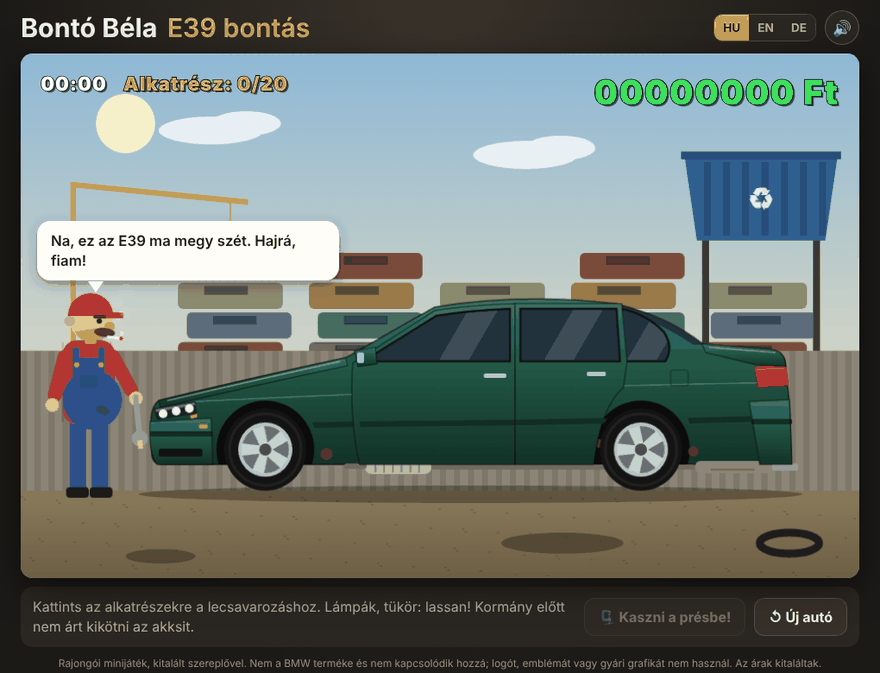 Bontó Béla E39 bontás
HU EN DE
00:00 Alkatrész: 0/20
00000000 Ft
Na, ez az E39 ma megy szét. Hajrá,
fiam!
Kattints az alkatrészekre a lecsavarozáshoz. Lámpák, tükör: lassan! Kormány előtt
nem árt kikötni az akksit.
Kaszni a présbe!
Új autó
Rajongói minijáték, kitalált szereplővel. Nem a BMW terméke és nem kapcsolódik hozzá; logót, emblémát vagy gyári grafikát nem használ. Az árak kitaláltak.